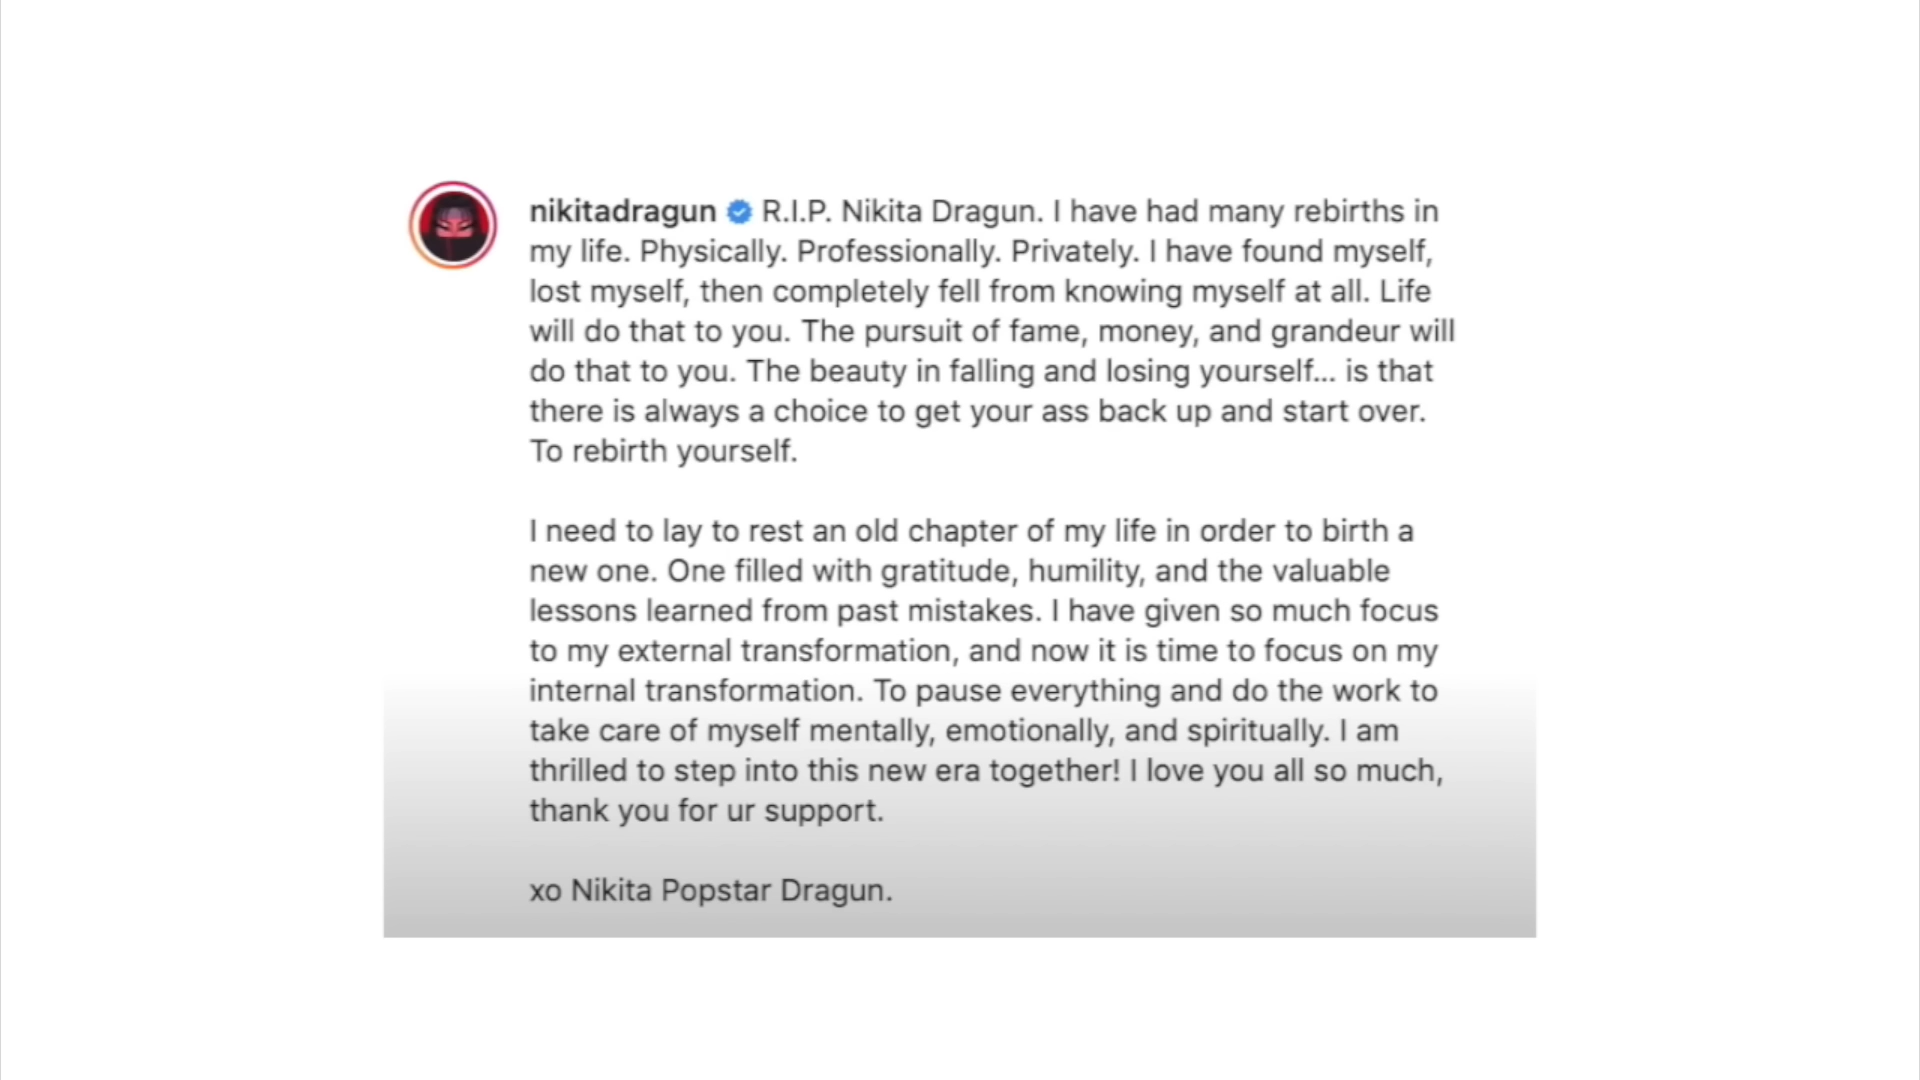 nikitadragun R.I.P. Nikita Dragun. I have had many rebirths in
my life. Physically. Professionally. Privately. I have found myself,
lost myself, then completely fell from knowing myself at all. Life
will do that to you. The pursuit of fame, money, and grandeur will
do that to you. The beauty in falling and losing yourself... is that
there is always a choice to get your ass back up and start over.
To rebirth yourself.
I need to lay to rest an old chapter of my life in order to birth a
new one. One filled with gratitude, humility, and the valuable
lessons learned from past mistakes. I have given so much focus
to my external transformation, and now it is time to focus on my
internal transformation. To pause everything and do the work to
take care of myself mentally, emotionally, and spiritually. I am
thrilled to step into this new era together! I love you all so much,
thank you for ur support.
xo Nikita Popstar Dragun.